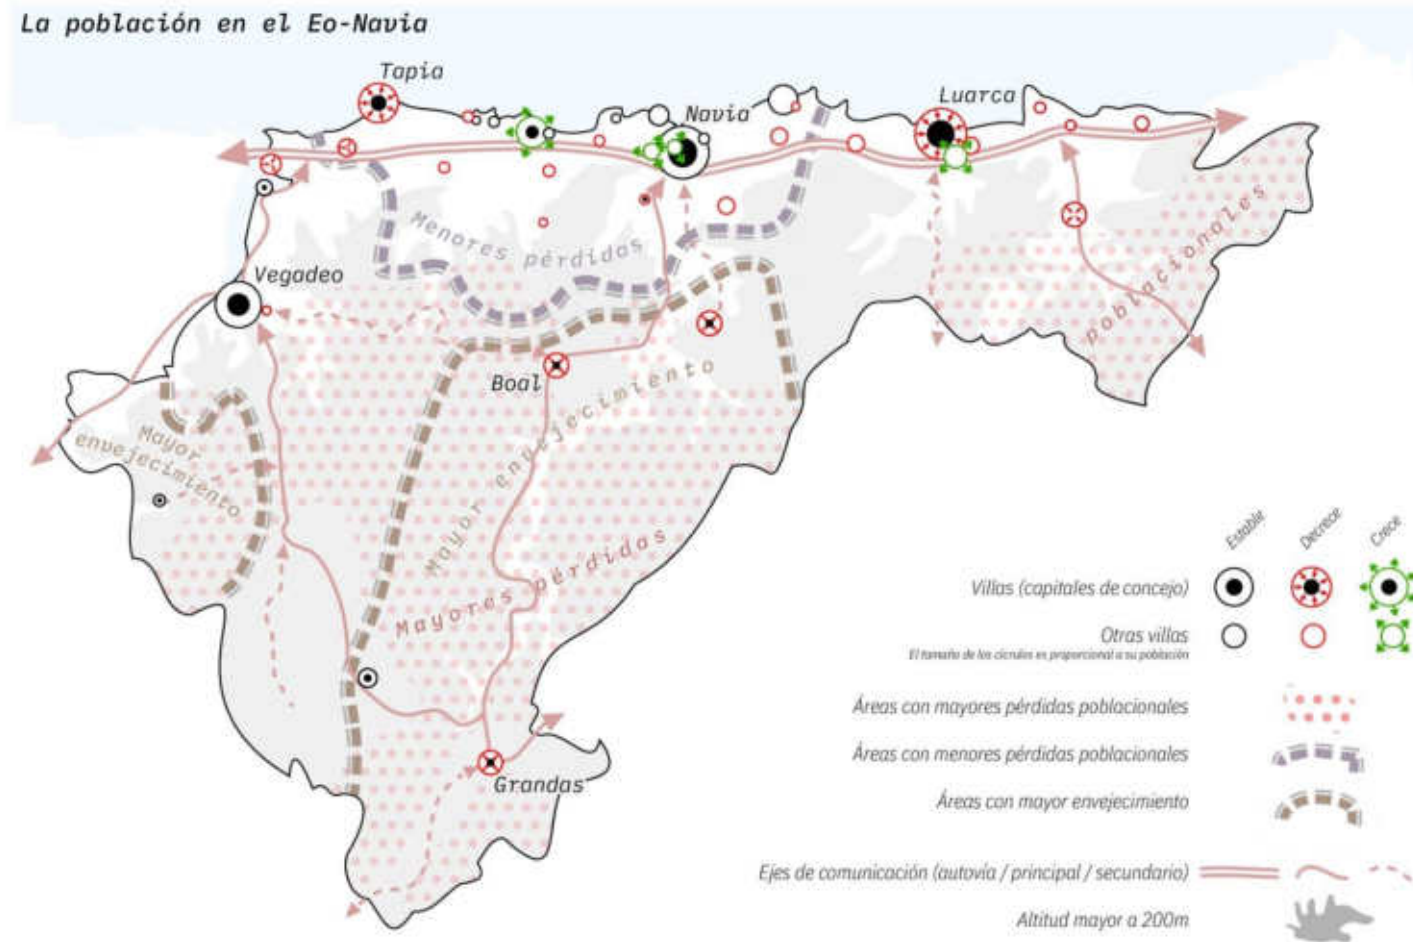 La población en el Eo-Navia
Tapia
Luarca
Navia
Menores pérdidas
poblacionales
Vegadeo
Boal
Mayor
envejecimiento
Mayor envejecimiento
Mayores pérdidas
Grandas
Estable
Decrece
Crece
Villas (capitales de concejo)
Otras villas
El tamaño de los círculos es proporcional a su población
Áreas con mayores pérdidas poblacionales
Áreas con menores pérdidas poblacionales
Áreas con mayor envejecimiento
Ejes de comunicación (autovía / principal / secundario)
Altitud mayor a 200m